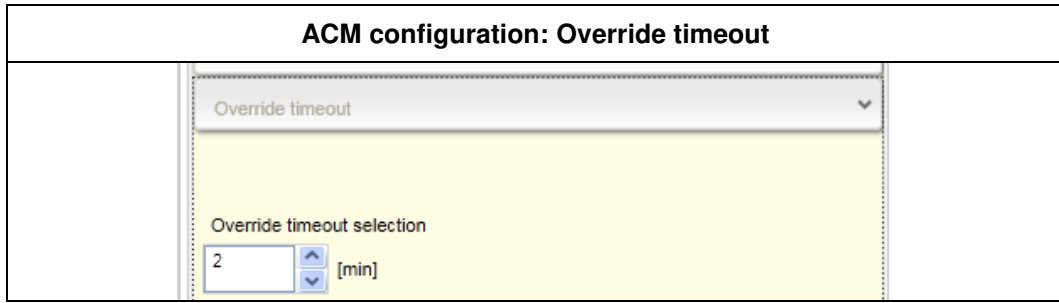 ACM configuration: Override timeout
Override timeout
Override timeout selection
2 [min]